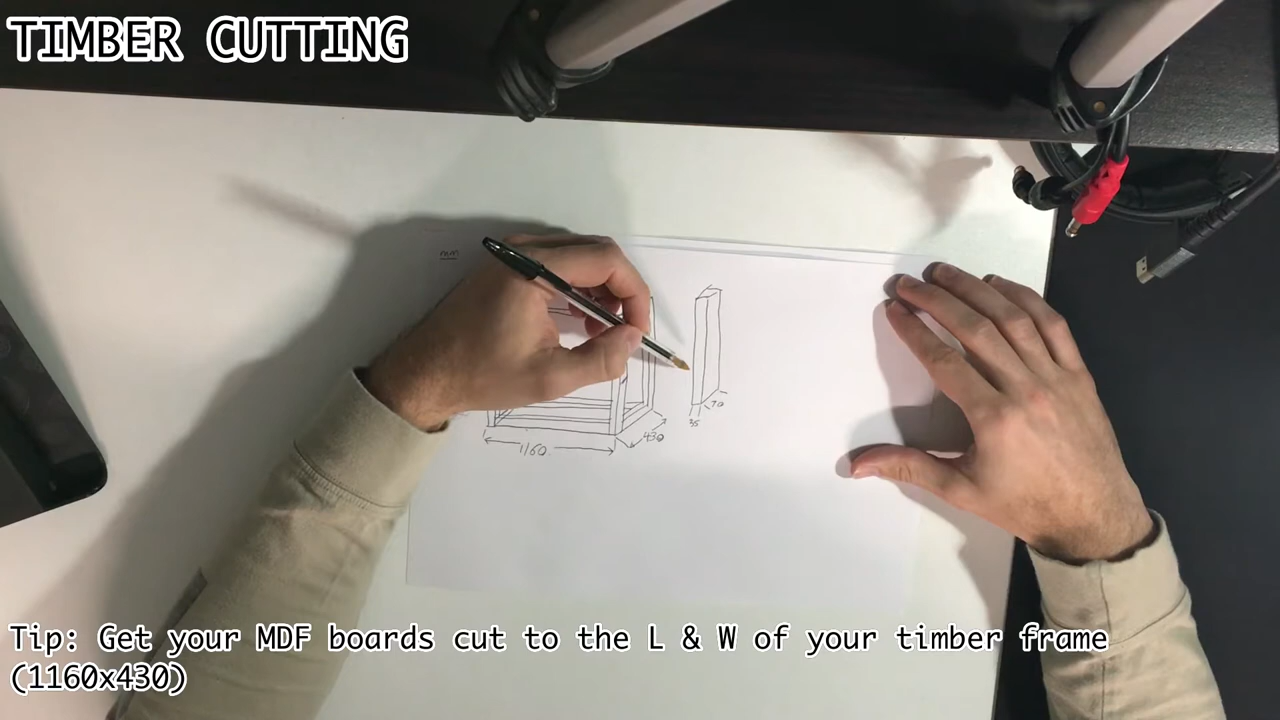 TIMBER CUTTING
mm
70
35
430
1160
Tip: Get your MDF boards cut to the L & W of your timber frame
(1160x430)